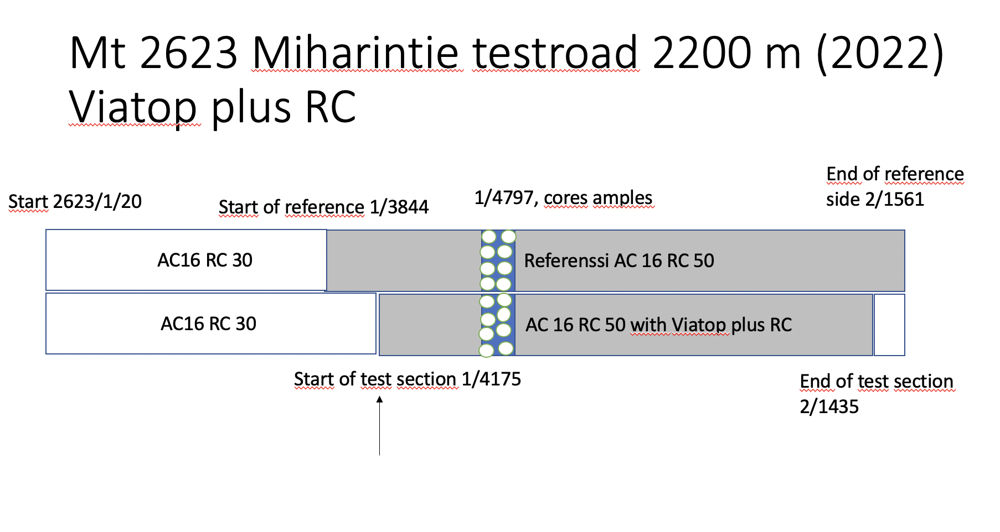 Mt 2623 Miharintie testroad 2200 m (2022)
Viatop plus RC
Start 2623/1/20
Start of reference 1/3844
1/4797, cores amples
End of reference
side 2/1561
AC16 RC 30
Referenssi AC 16 RC 50
AC16 RC 30
AC 16 RC 50 with Viatop plus RC
Start of test section 1/4175
End of test section
2/1435